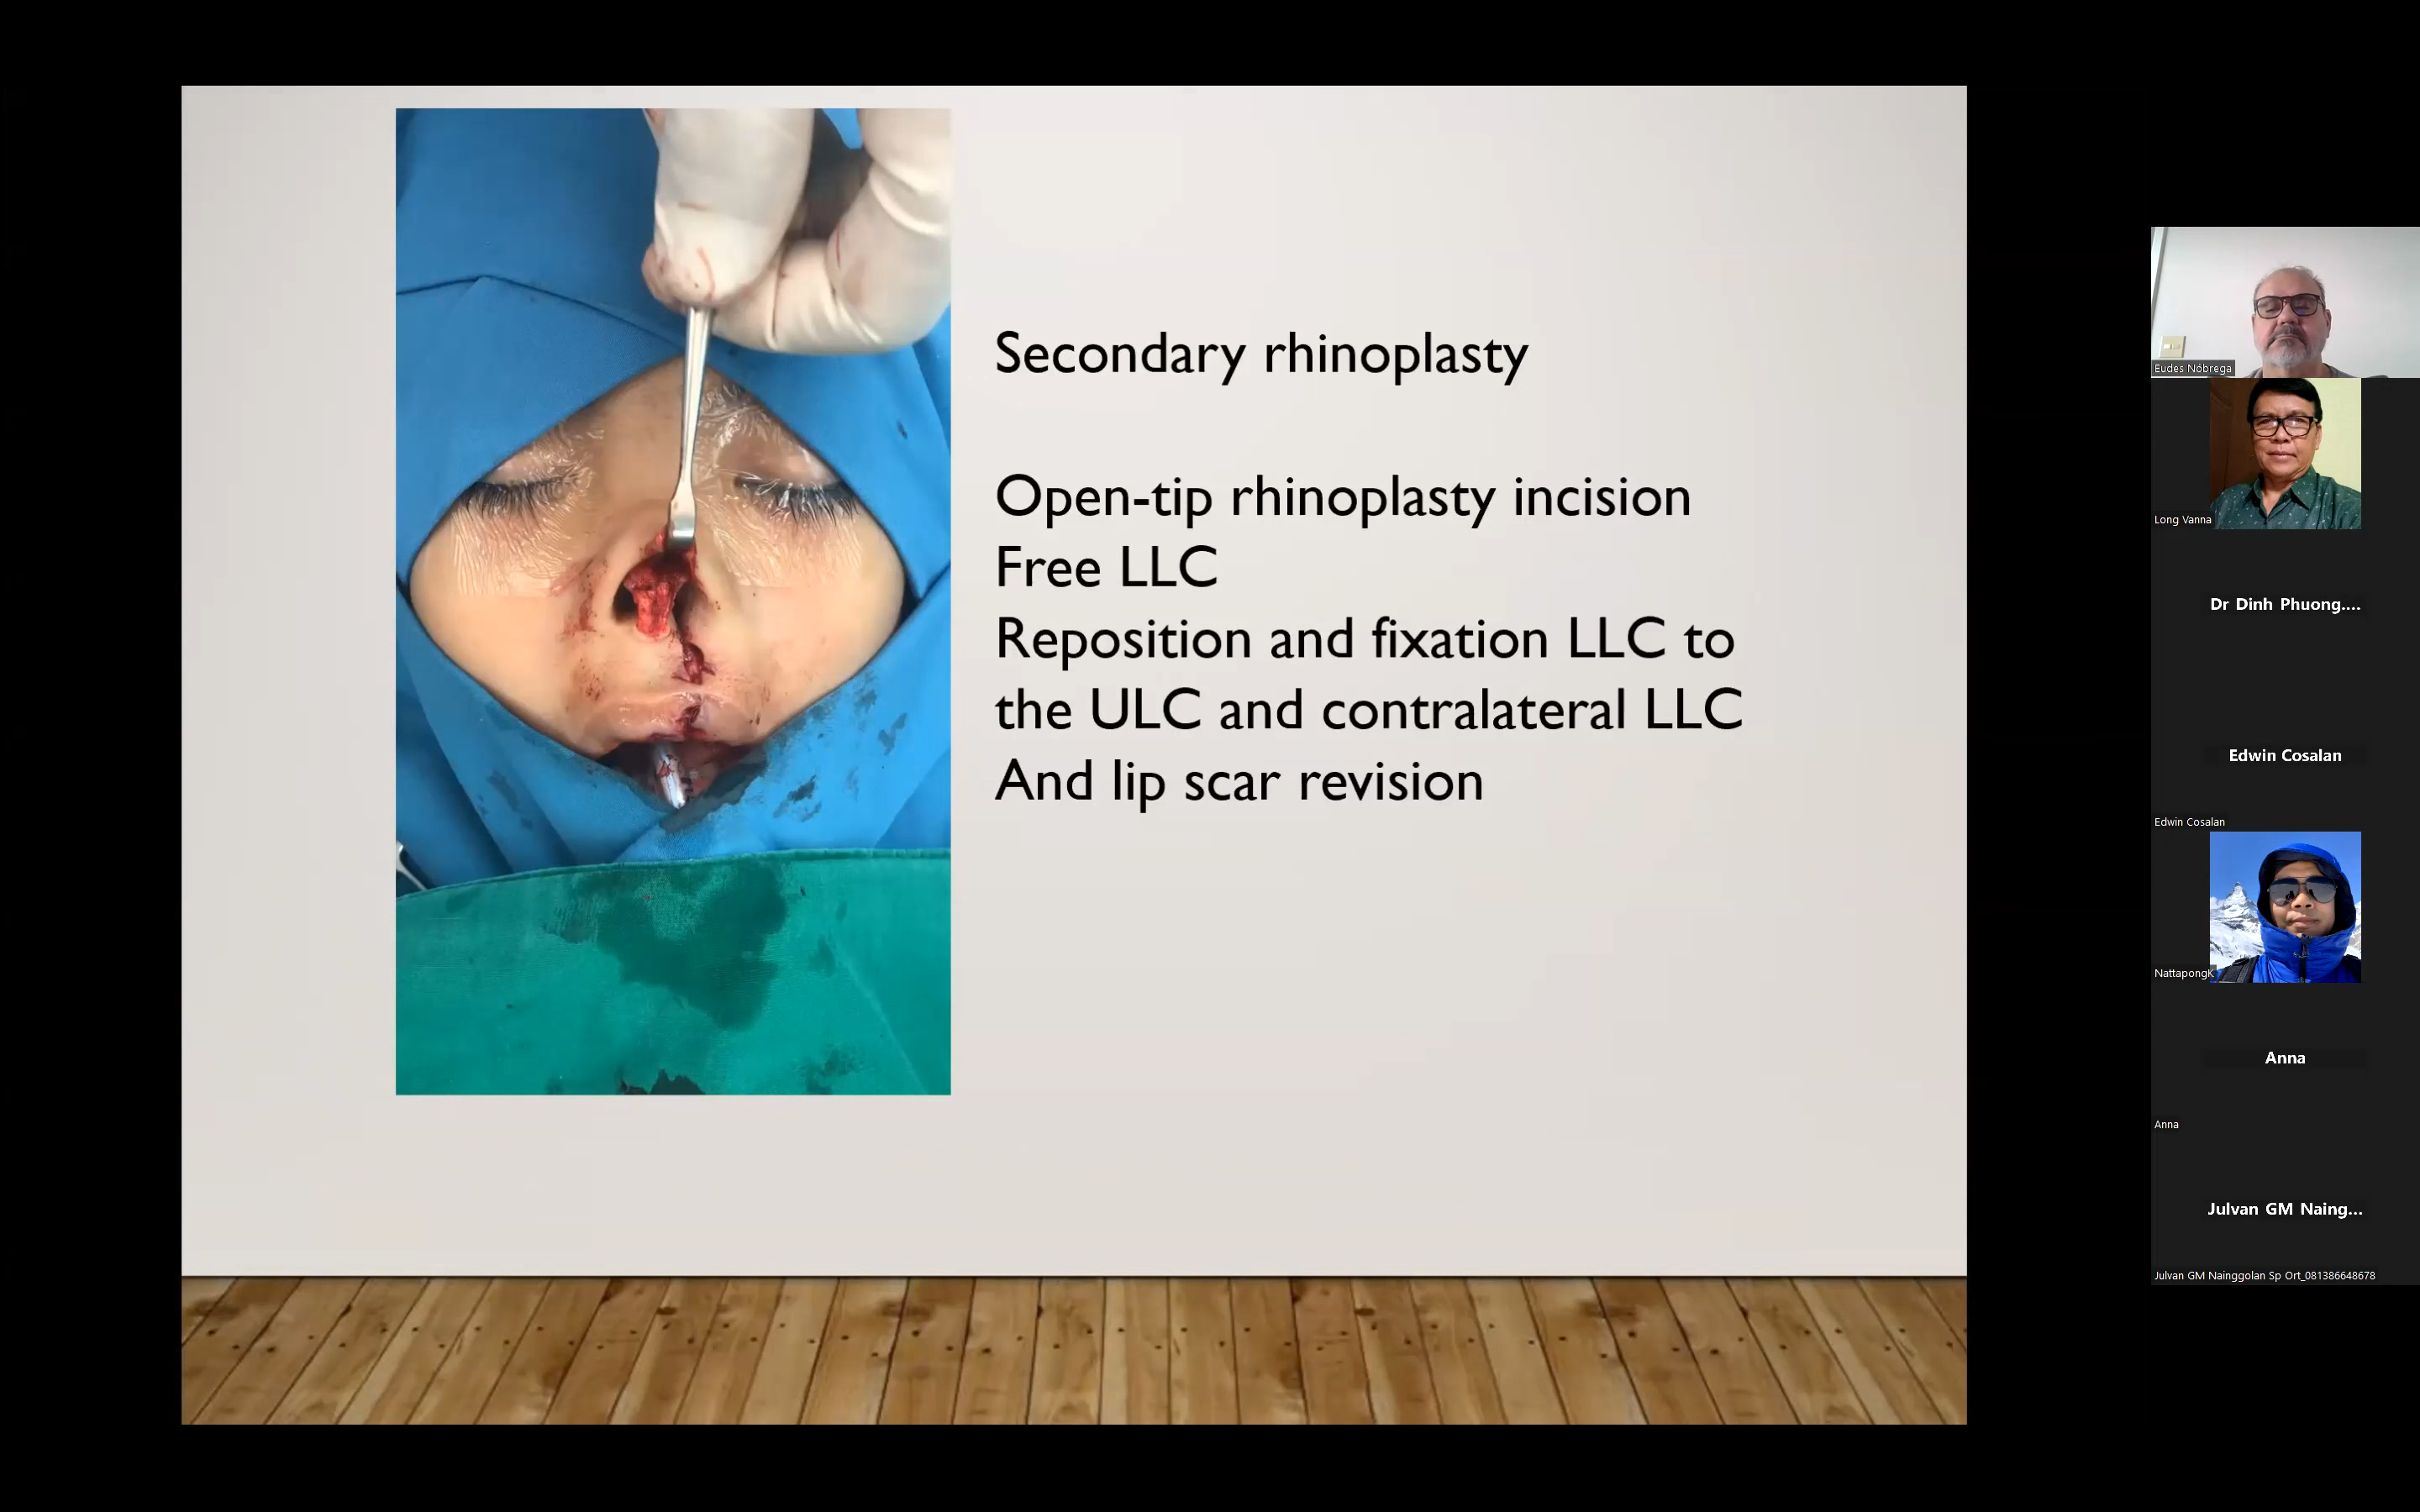 Secondary rhinoplasty
Open-tip rhinoplasty incision
Free LLC
Reposition and fixation LLC to
the ULC and contralateral LLC
And lip scar revision
Eudes Nóbrega
Long Vanna
Dr Dinh Phuong....
Edwin Cosalan
Edwin Cosalan
NattapongK
Anna
Anna
Julvan GM Naing...
Julvan GM Nainggolan Sp Ort_081386648678